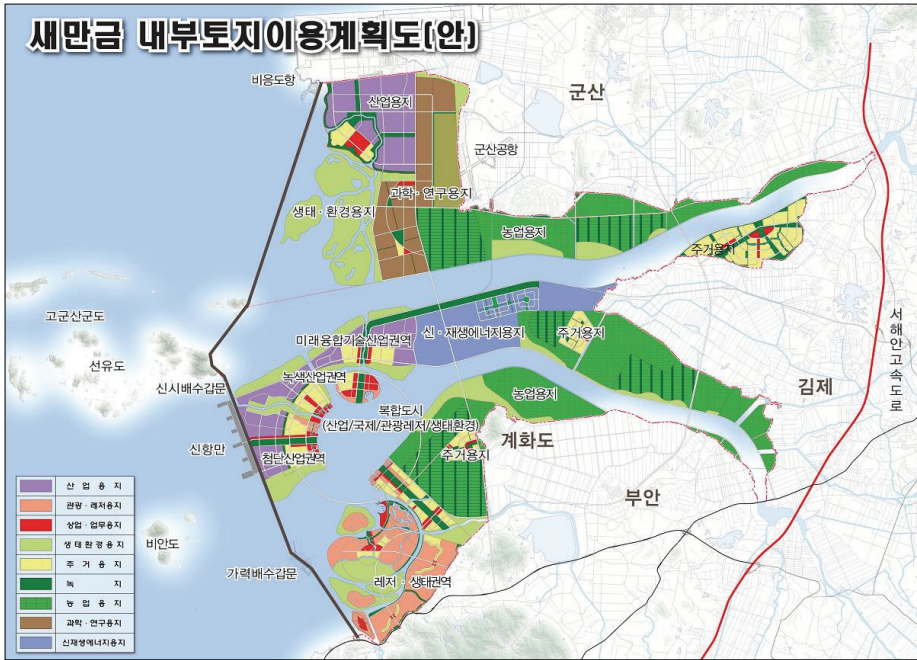 새만금 내부토지이용계획도(안)
비응도항
산업용지
군산
군산공항
과학·연구용지
생태·환경용지
농업용지
주거용지
고군산군도
선유도
신시배수갑문
신항만
미래융합기술산업권역
신·재생에너지용지
주거용지
녹색산업권역
복합도시
(산업/국제/관광레저/생태환경)
첨단산업권역
농업용지
계화도
주거용지
김제
서해안고속도로
부안
비안도
가력배수갑문
레저·생태권역
산업용지
관광·레저용지
상업·업무용지
생태환경용지
주거용지
녹지
농업용지
과학·연구용지
신재생에너지용지